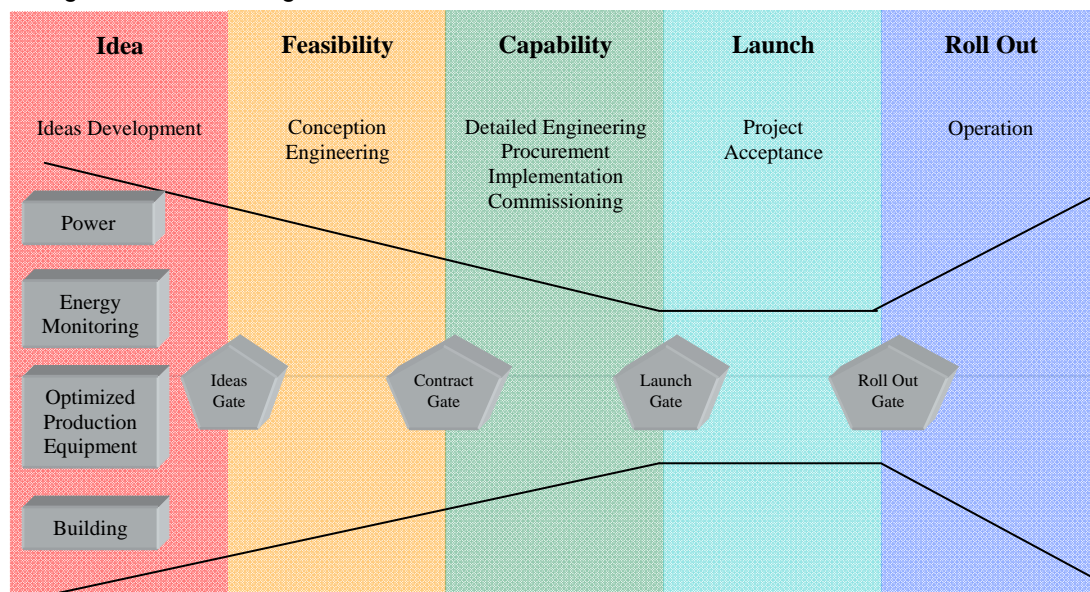 Idea
Feasibility
Capability
Launch
Roll Out
Ideas Development
Conception
Engineering
Detailed Engineering
Procurement
Implementation
Commissioning
Project
Acceptance
Operation
Power
Energy
Monitoring
Optimized
Production
Equipment
Building
Ideas
Gate
Contract
Gate
Launch
Gate
Roll Out
Gate